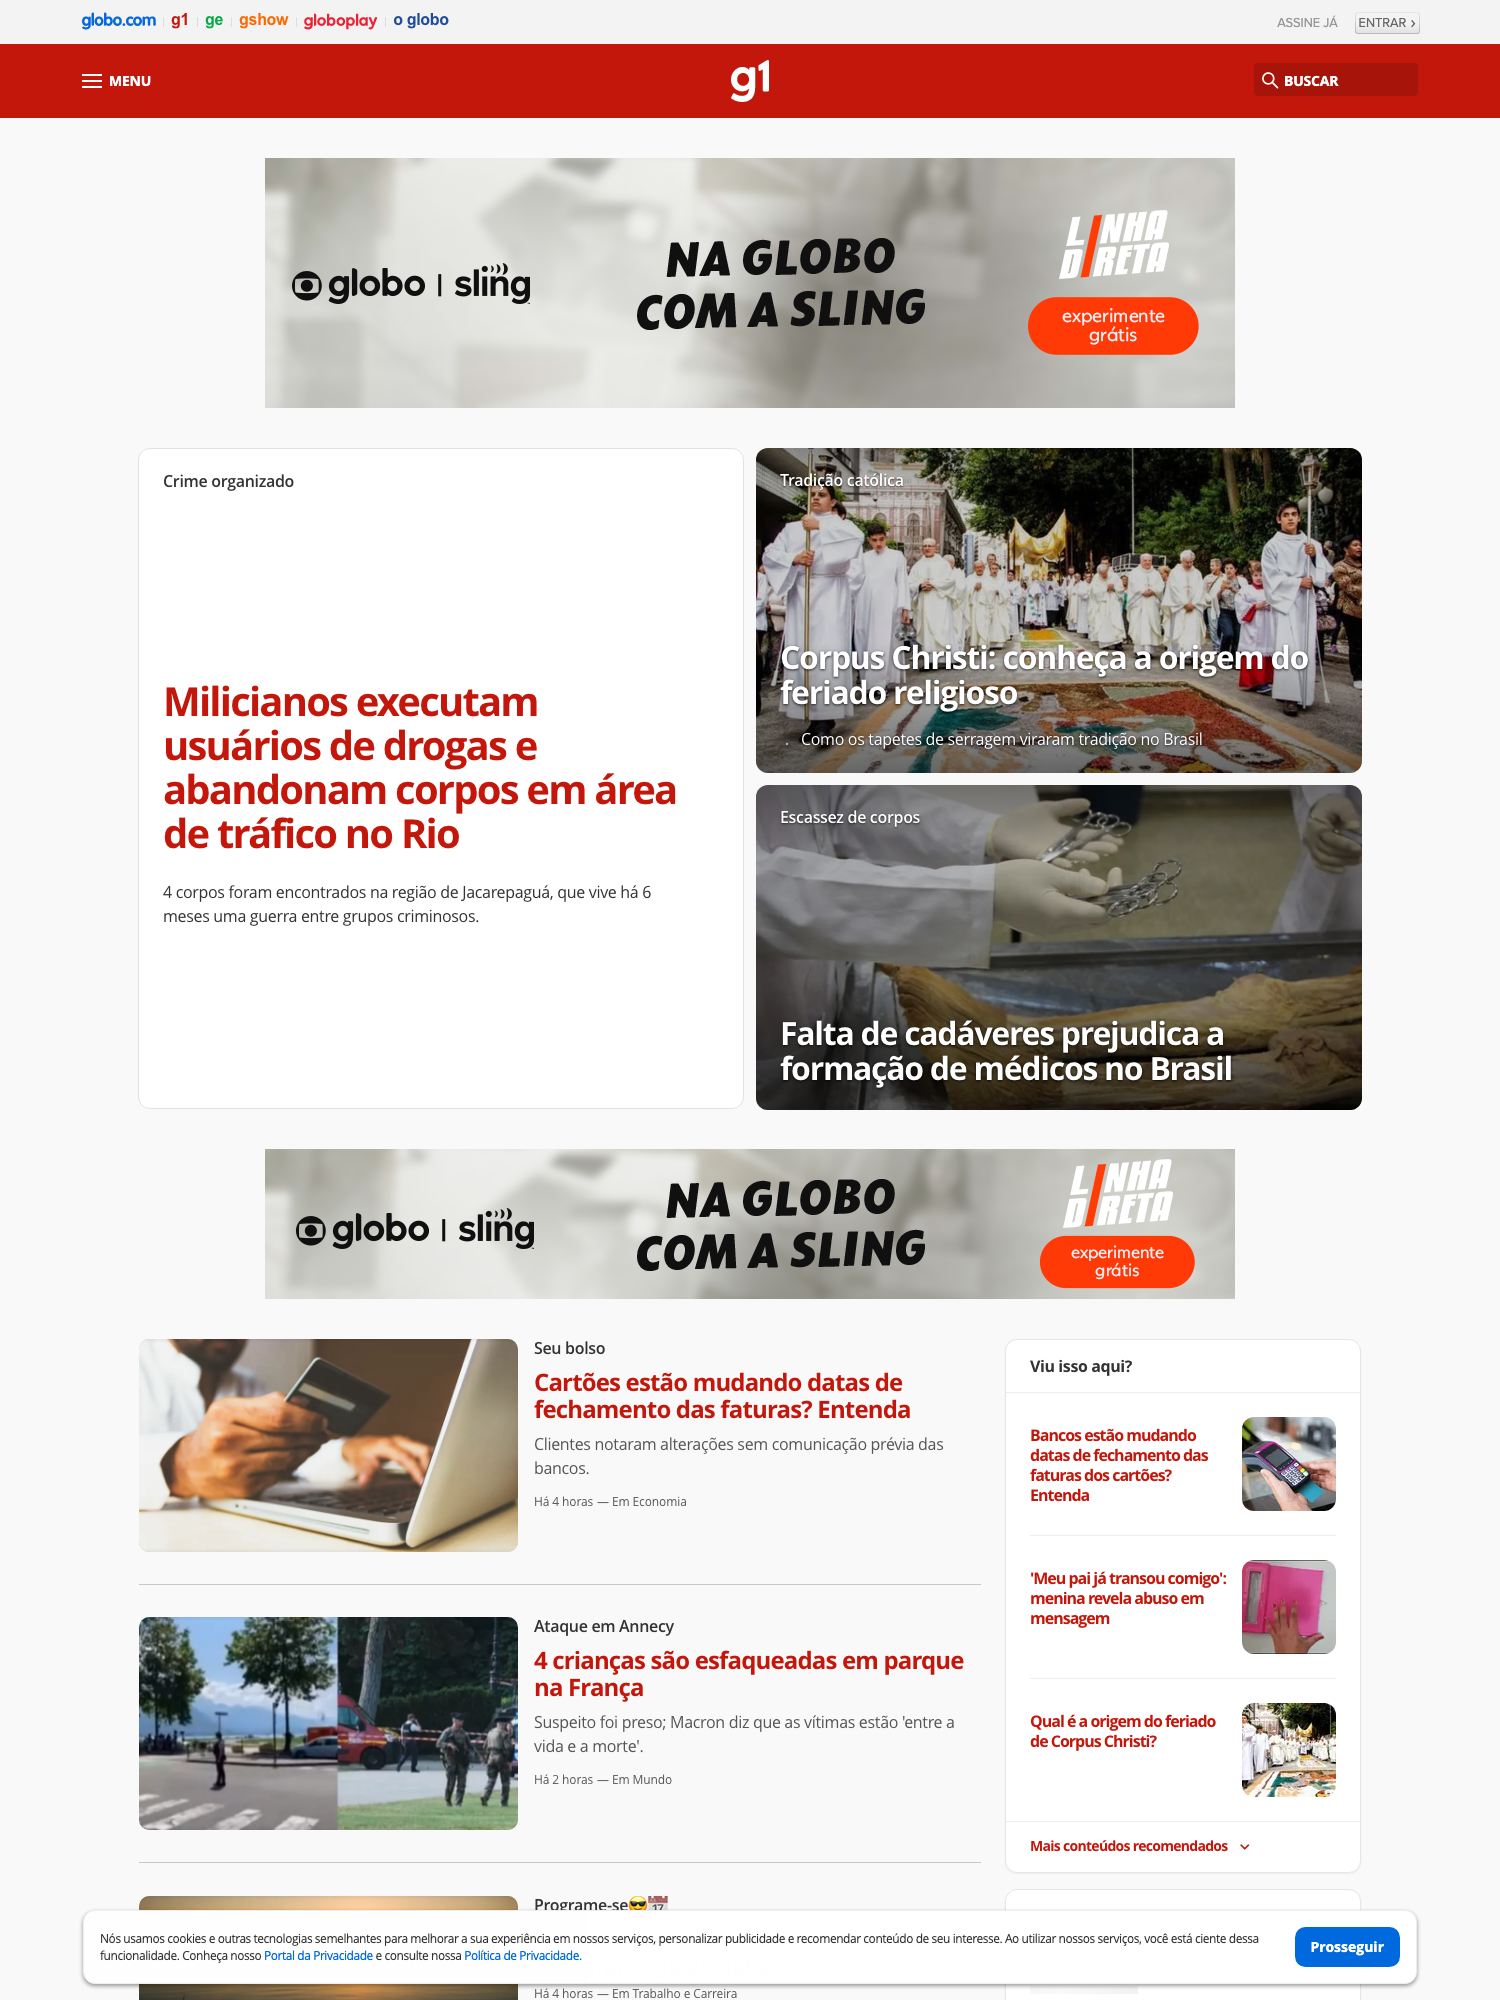 globo.com g1 ge gshow globoplay o globo
ASSINE JÁ
ENTRAR ›
MENU
g1
BUSCAR
globo | sling
NA GLOBO
COM A SLING
LINHA
DIRETA
experimente
grátis
Crime organizado
Milicianos executam
usuários de drogas e
abandonam corpos em área
de tráfico no Rio
4 corpos foram encontrados na região de Jacarepaguá, que vive há 6
meses uma guerra entre grupos criminosos.
Tradição católica
Corpus Christi: conheça a origem do
feriado religioso
. Como os tapetes de serragem viraram tradição no Brasil
Escassez de corpos
Falta de cadáveres prejudica a
formação de médicos no Brasil
globo | sling
NA GLOBO
COM A SLING
LINHA
DIRETA
experimente
grátis
Seu bolso
Cartões estão mudando datas de
fechamento das faturas? Entenda
Clientes notaram alterações sem comunicação prévia das
bancos.
Há 4 horas — Em Economia
Ataque em Annecy
4 crianças são esfaqueadas em parque
na França
Suspeito foi preso; Macron diz que as vítimas estão 'entre a
vida e a morte'.
Há 2 horas — Em Mundo
Programe-se😎📅
Há 4 horas — Em Trabalho e Carreira
Viu isso aqui?
Bancos estão mudando
datas de fechamento das
faturas dos cartões?
Entenda
'Meu pai já transou comigo':
menina revela abuso em
mensagem
Qual é a origem do feriado
de Corpus Christi?
Mais conteúdos recomendados
Nós usamos cookies e outras tecnologias semelhantes para melhorar a sua experiência em nossos serviços, personalizar publicidade e recomendar conteúdo de seu interesse. Ao utilizar nossos serviços, você está ciente dessa
funcionalidade. Conheça nosso Portal da Privacidade e consulte nossa Política de Privacidade.
Prosseguir